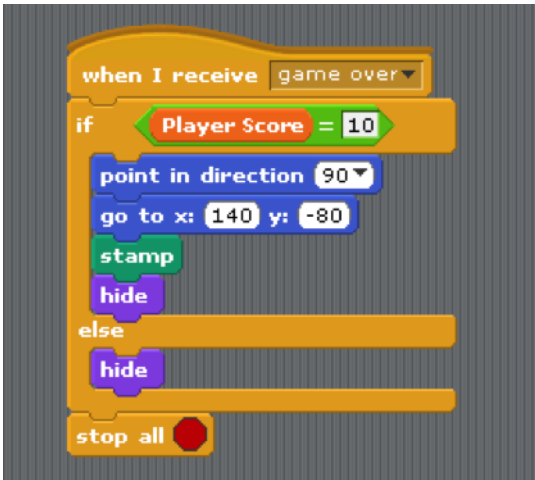 when I receive game over
if Player Score = 10
point in direction 90
go to x: 140 y: -80
stamp
hide
else
hide
stop all